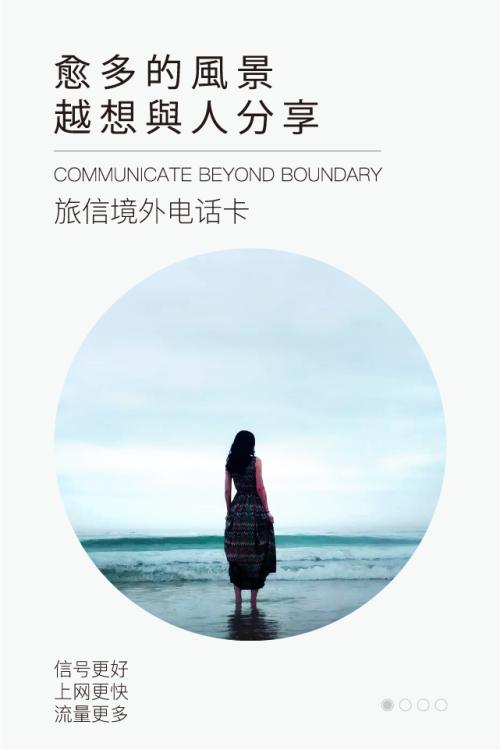 愈多的風景
越想與人分享
COMMUNICATE BEYOND BOUNDARY
旅信境外电话卡
信号更好
上网更快
流量更多